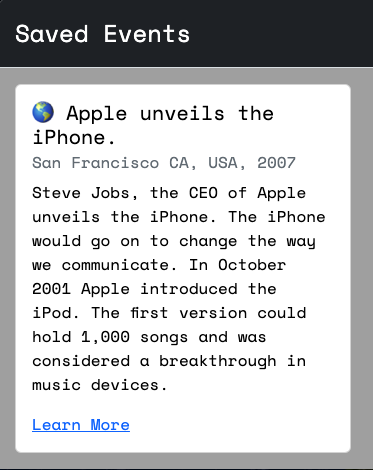 Saved Events
🌎 Apple unveils the
iPhone.
San Francisco CA, USA, 2007
Steve Jobs, the CEO of Apple
unveils the iPhone. The iPhone
would go on to change the way
we communicate. In October
2001 Apple introduced the
iPod. The first version could
hold 1,000 songs and was
considered a breakthrough in
music devices.
Learn More